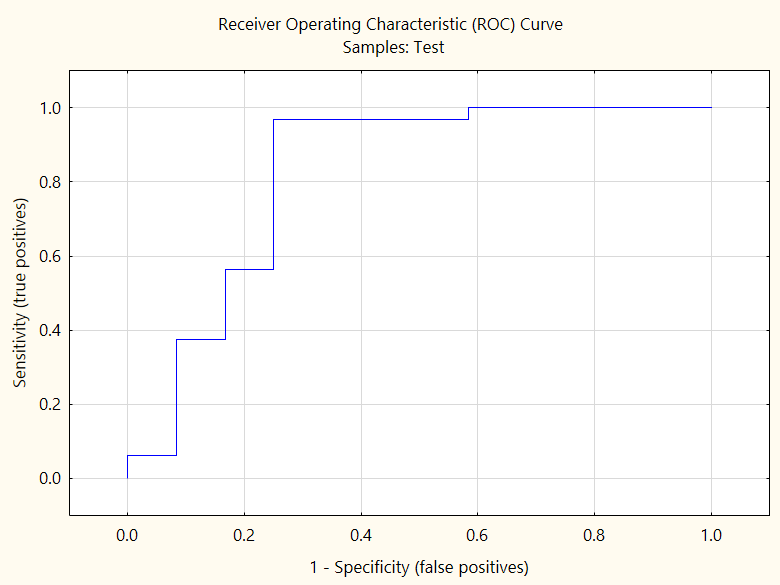 Receiver Operating Characteristic (ROC) Curve
Samples: Test
Sensitivity (true positives)
1.0
0.8
0.6
0.4
0.2
0.0
0.0 0.2 0.4 0.6 0.8 1.0
1 - Specificity (false positives)